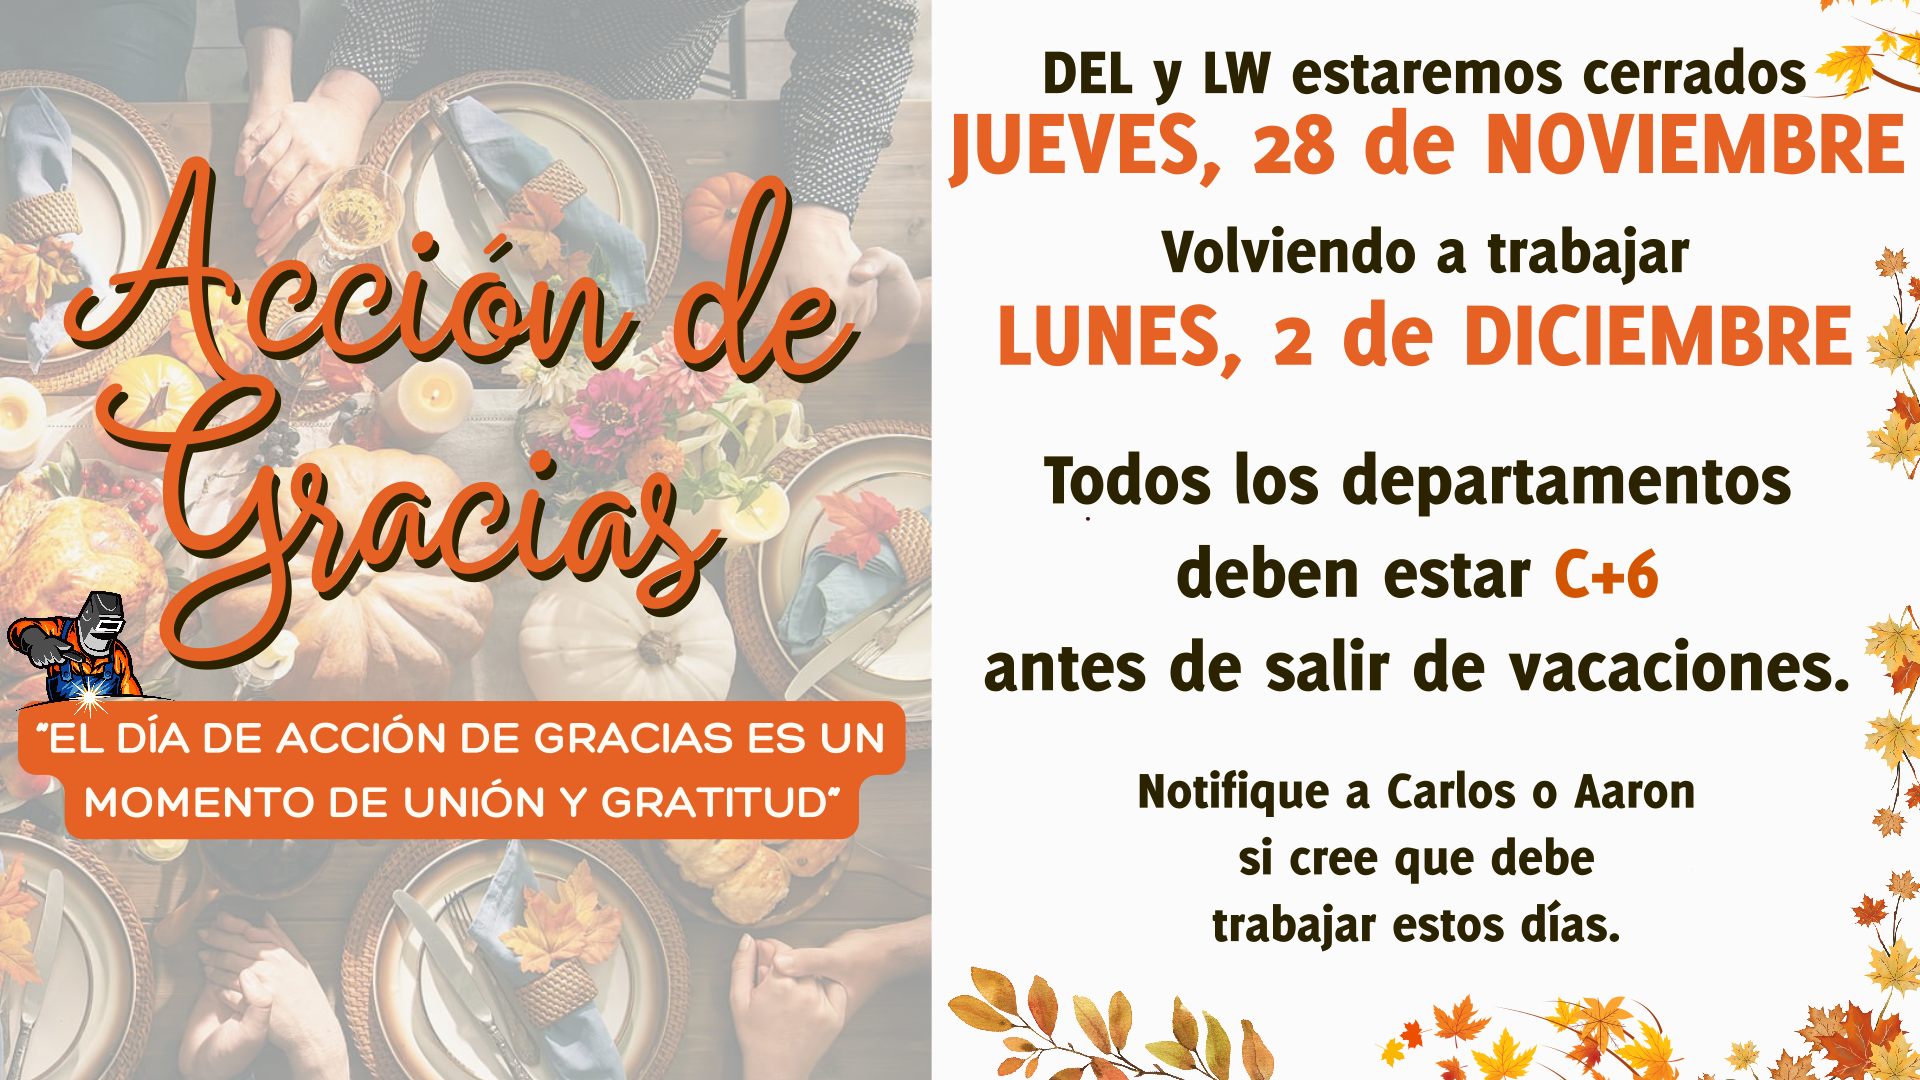 Acción de
Gracias
“EL DÍA DE ACCIÓN DE GRACIAS ES UN
MOMENTO DE UNIÓN Y GRATITUD”
DEL y LW estaremos cerrados
JUEVES, 28 de NOVIEMBRE
Volviendo a trabajar
LUNES, 2 de DICIEMBRE
Todos los departamentos
deben estar C+6
antes de salir de vacaciones.
Notifique a Carlos o Aaron
si cree que debe
trabajar estos días.